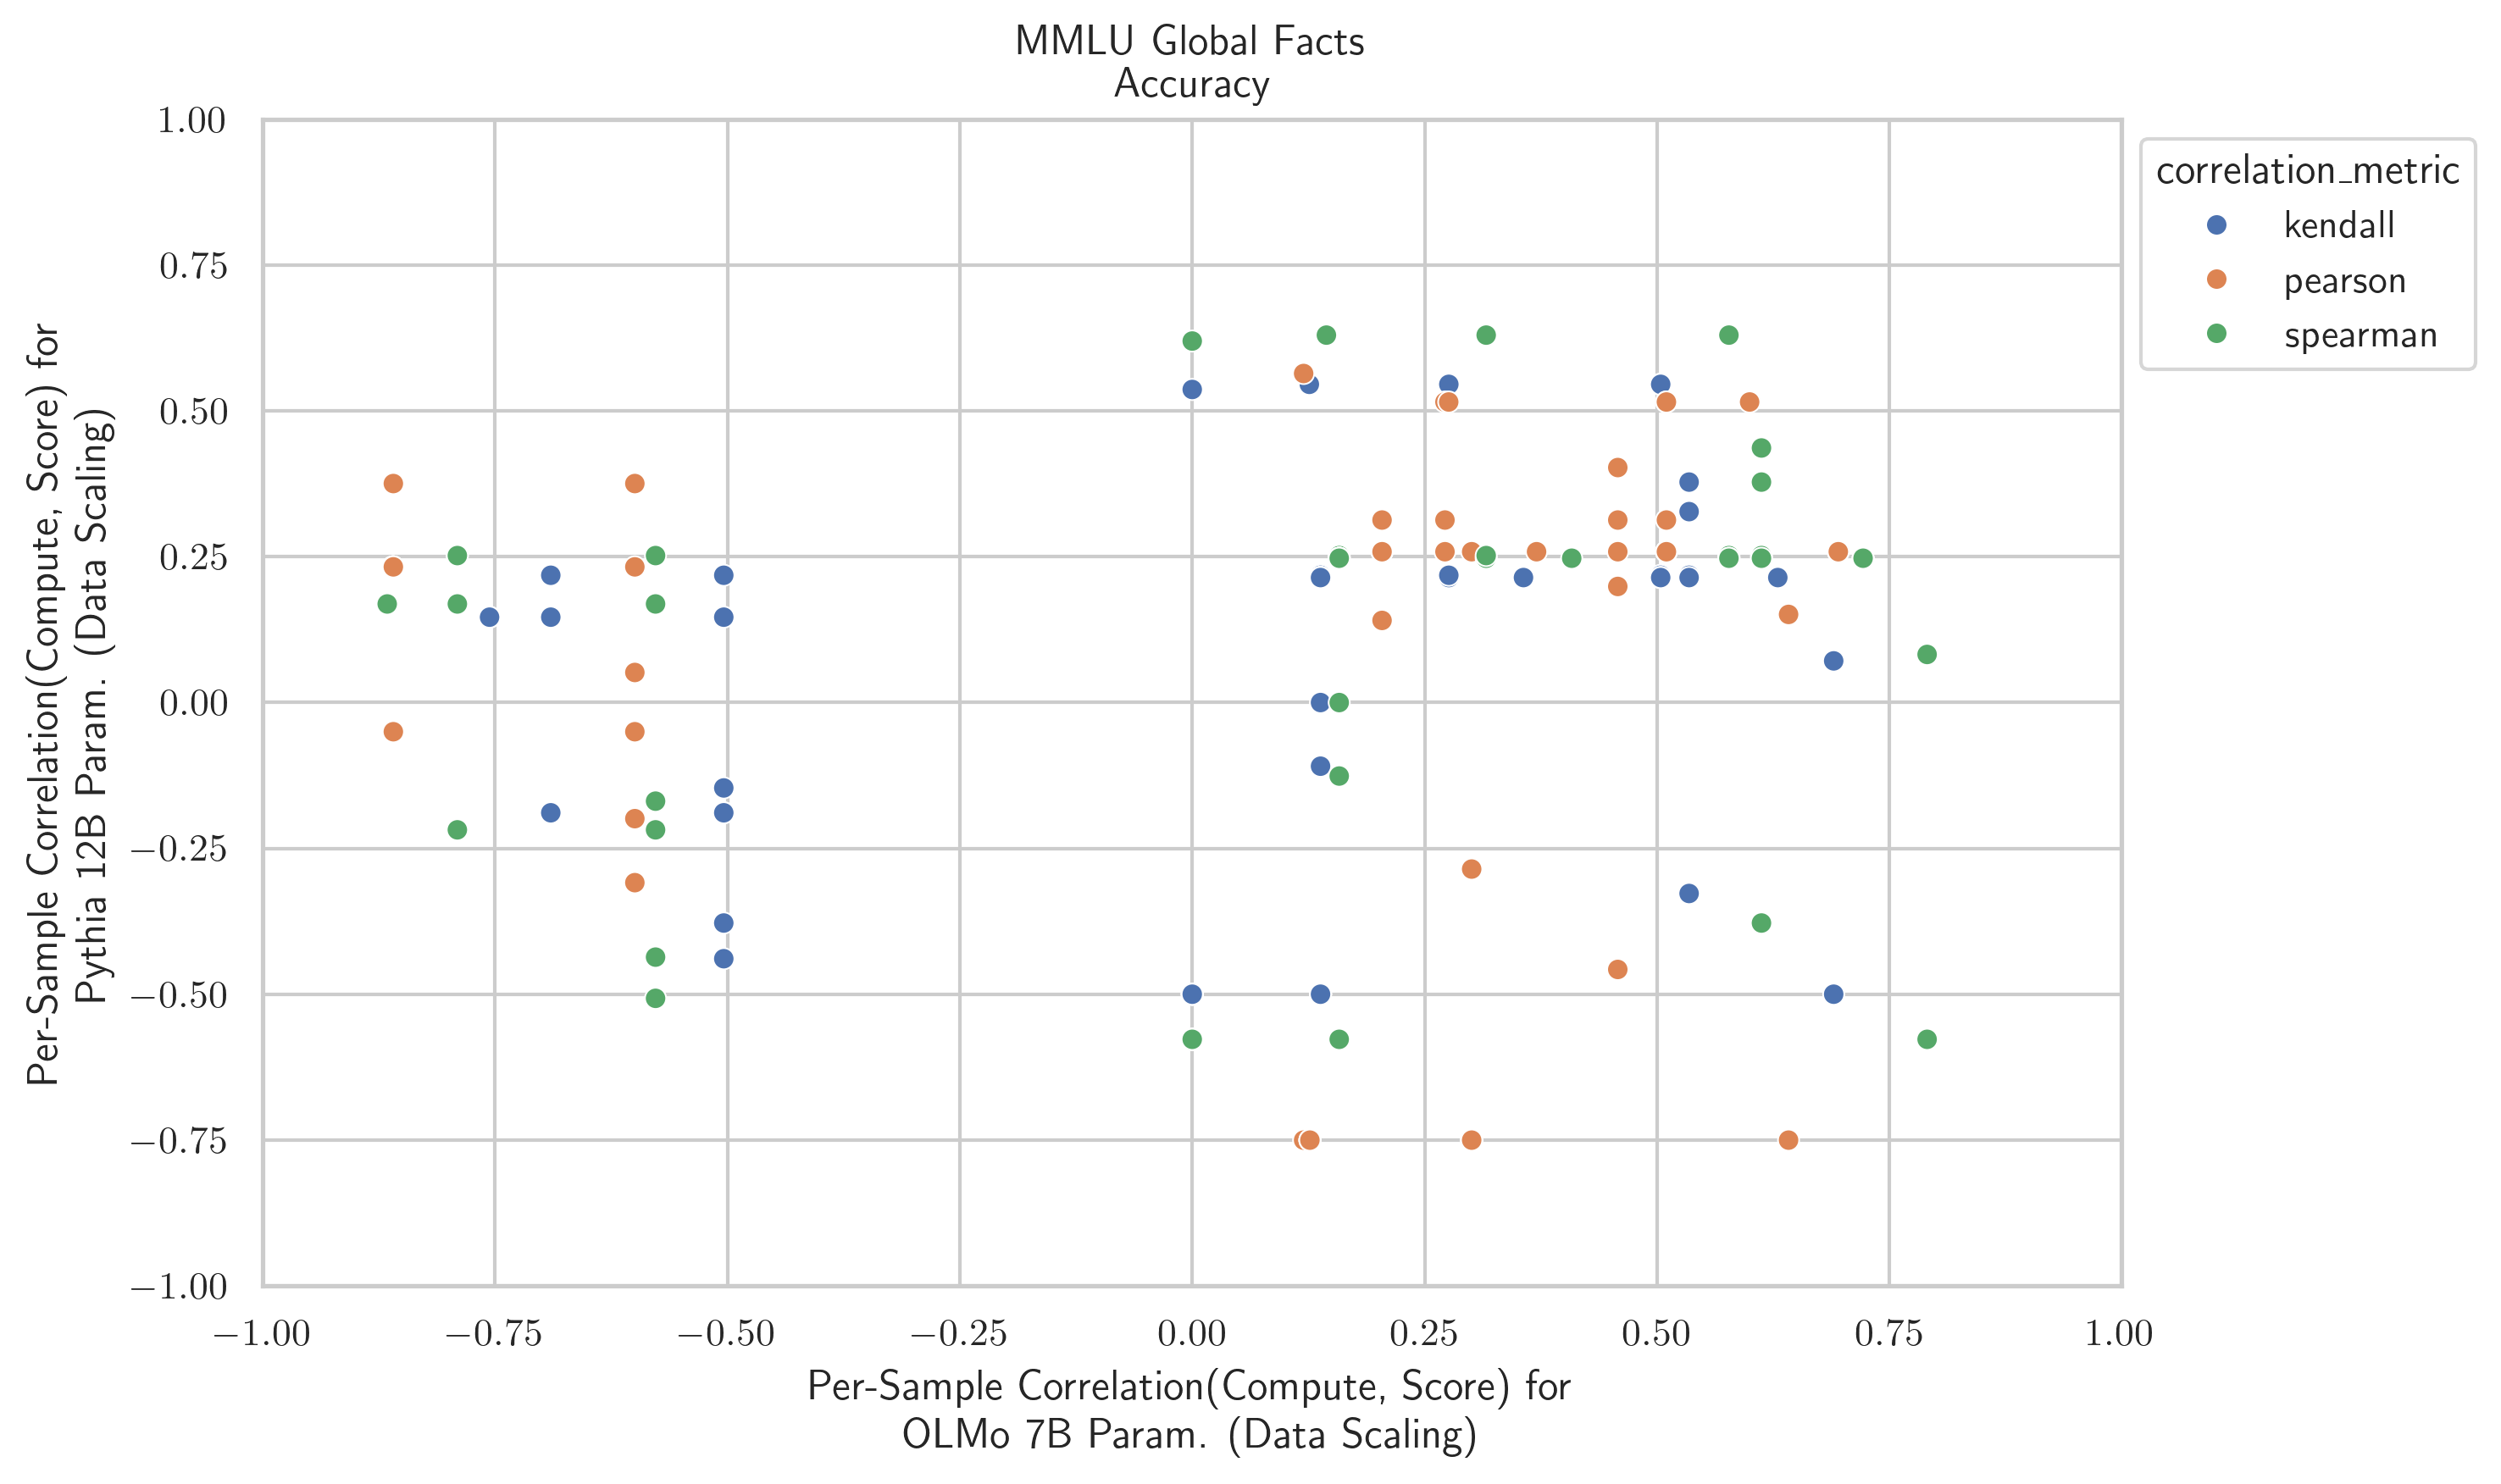 MMLU Global Facts
Accuracy
1.00
0.75
0.50
0.25
0.00
−0.25
−0.50
−0.75
−1.00
Per-Sample Correlation(Compute, Score) for
Pythia 12B Param. (Data Scaling)
−1.00 −0.75 −0.50 −0.25 0.00 0.25 0.50 0.75 1.00
Per-Sample Correlation(Compute, Score) for
OLMo 7B Param. (Data Scaling)
correlation_metric
kendall
pearson
spearman